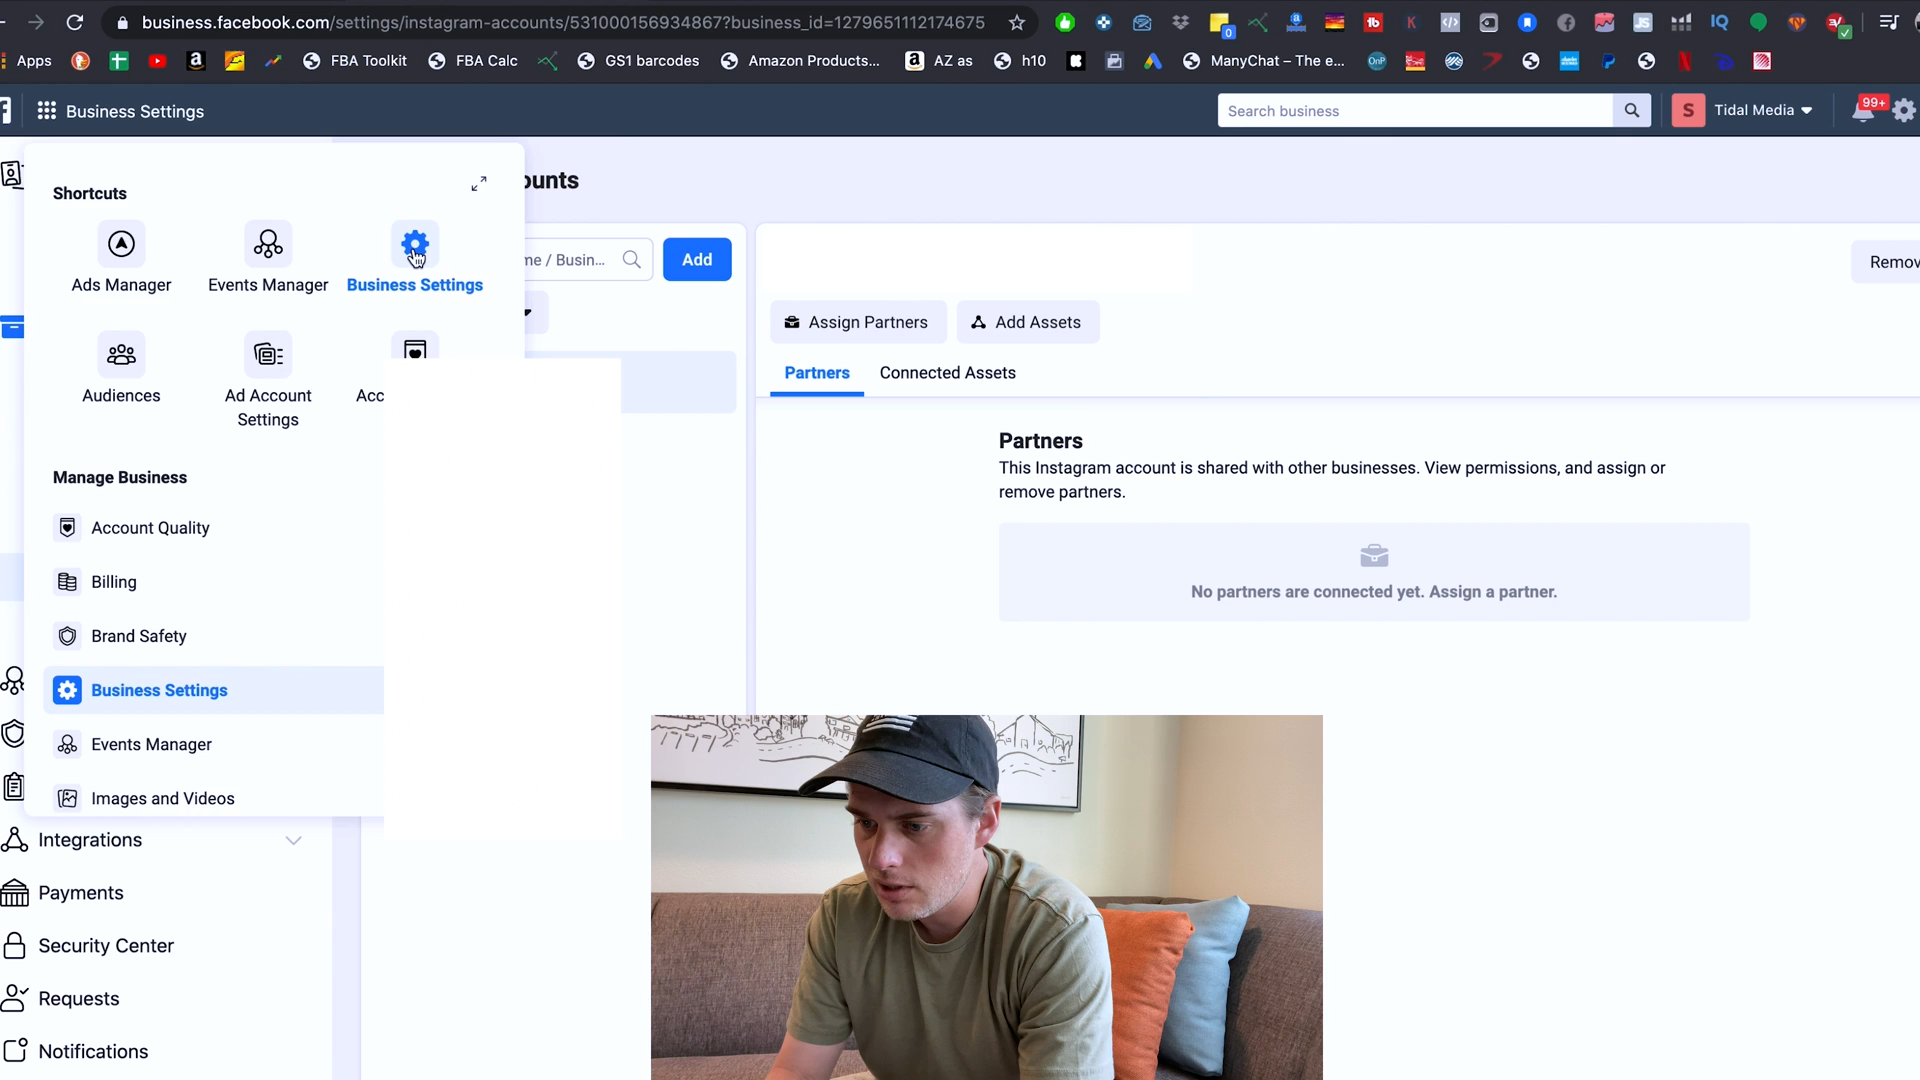 business.facebook.com/settings/instagram-accounts/531000156934867?business_id=1279651112174675
0
Apps
FBA Toolkit
FBA Calc
GS1 barcodes
Amazon Products...
AZ as
h10
ManyChat – The e...
Business Settings
Search business
S
Tidal Media
99+
Shortcuts
ounts
Ads Manager
Events Manager
Business Settings
me / Busin...
Add
Remov
Assign Partners
Add Assets
Audiences
Ad Account
Settings
Acc
Partners
Connected Assets
Partners
This Instagram account is shared with other businesses. View permissions, and assign or
remove partners.
No partners are connected yet. Assign a partner.
Manage Business
Account Quality
Billing
Brand Safety
Business Settings
Events Manager
Images and Videos
Integrations
Payments
Security Center
Requests
Notifications